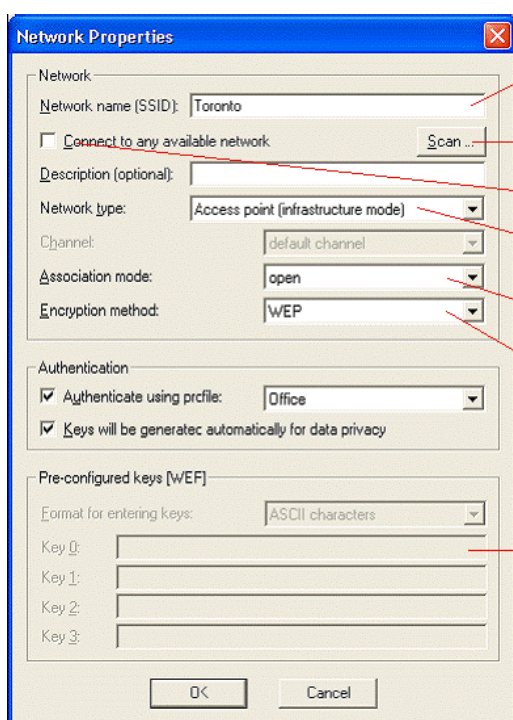 Network Properties
Network
Network name (SSID): Toronto
Connect to any available network
Scan ...
Description (optional):
Network type: Access point (infrastructure mode)
Channel: default channel
Association mode: open
Encryption method: WEP
Authentication
Authenticate using prcfile: Office
Keys will be generatec automatically for data privacy
Pre-configured keys [WEF]
Format for entering keys: ASCII characters
Key 0:
Key 1:
Key 2:
Key 3:
OK Cancel